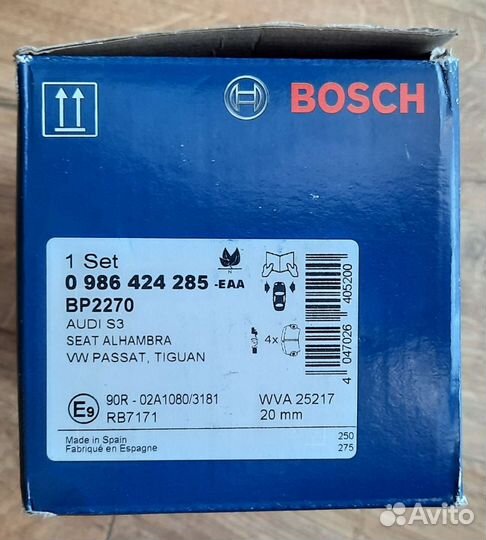 BOSCH
1 Set
0 986 424 285 -EAA
BP2270
AUDI S3
SEAT ALHAMBRA
VW PASSAT, TIGUAN
N
4x
4 047026 405200
E9
90R - 02A1080/3181
RB7171
WVA 25217
20 mm
Made in Spain
Fabriqué en Espagne
250
275
Avito